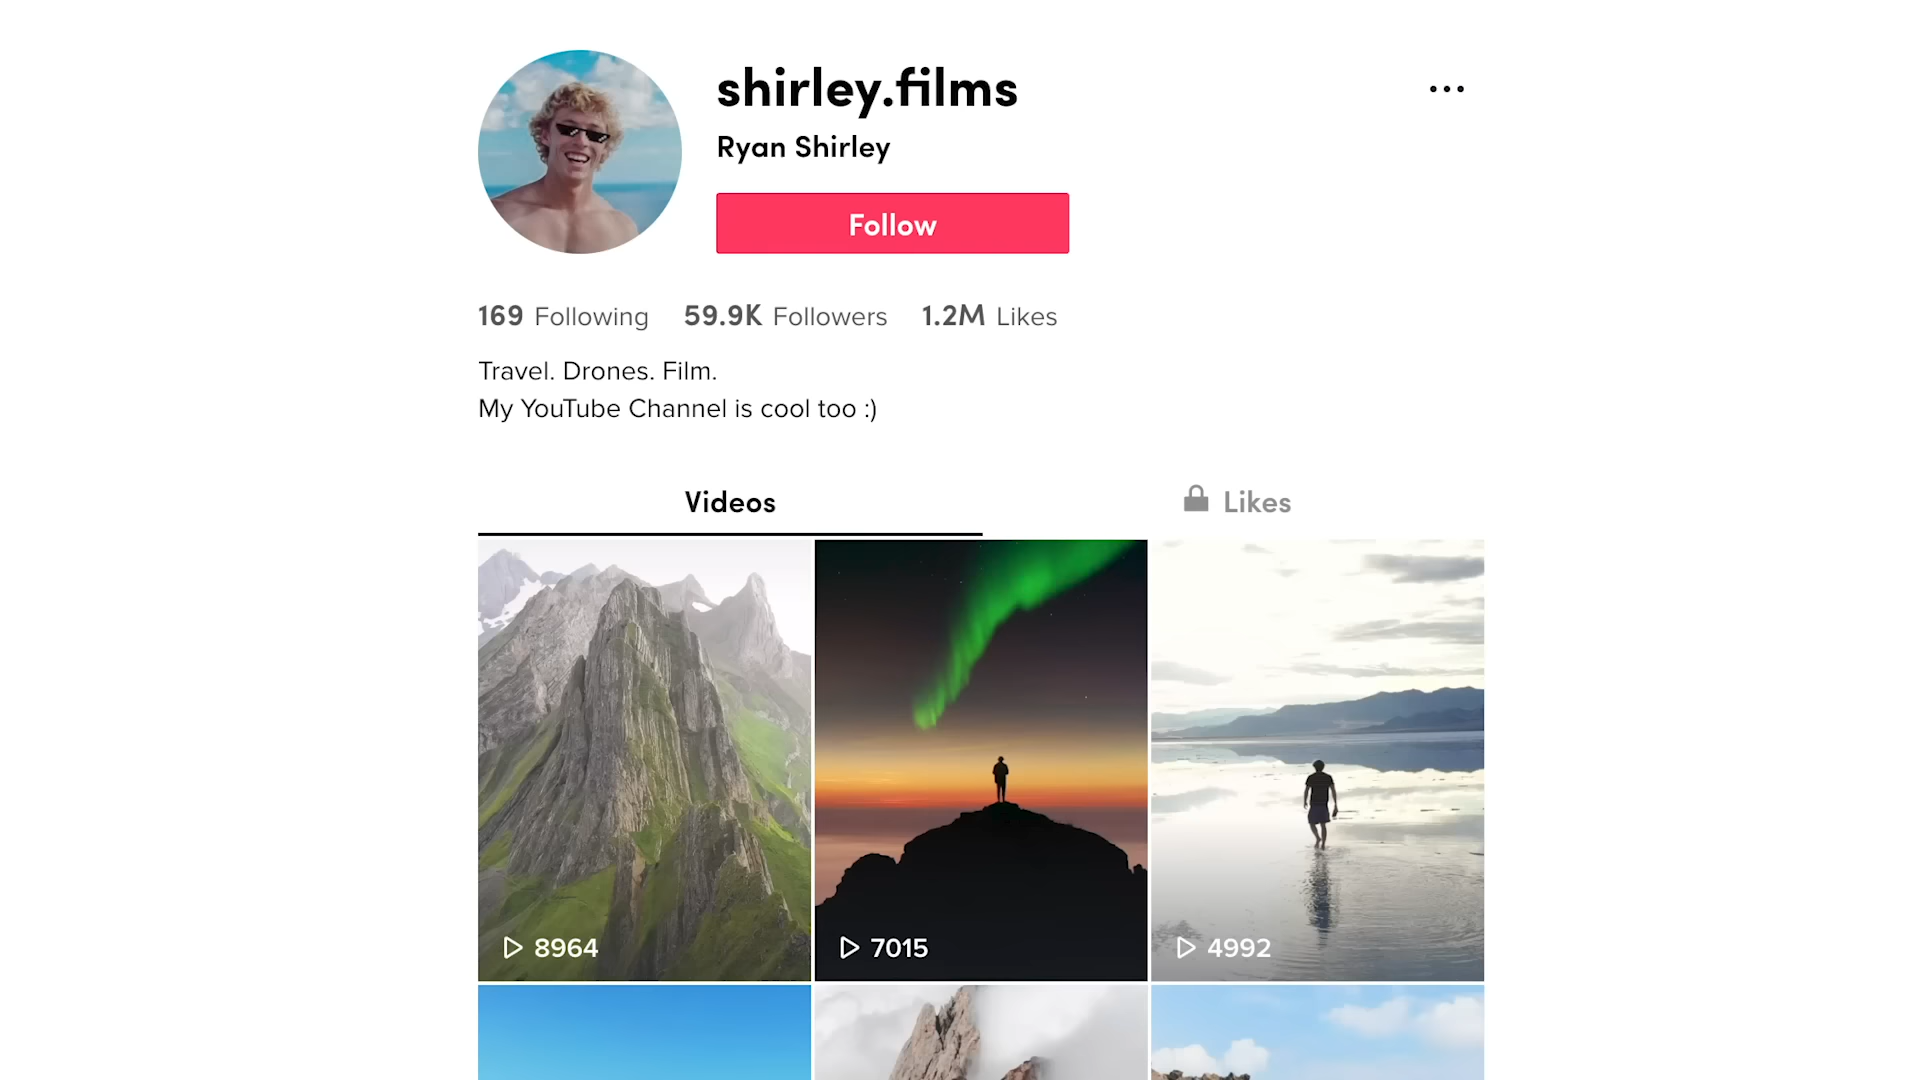 shirley.films
Ryan Shirley
Follow
169 Following 59.9K Followers 1.2M Likes
Travel. Drones. Film.
My YouTube Channel is cool too :)
Videos Likes
8964 7015 4992